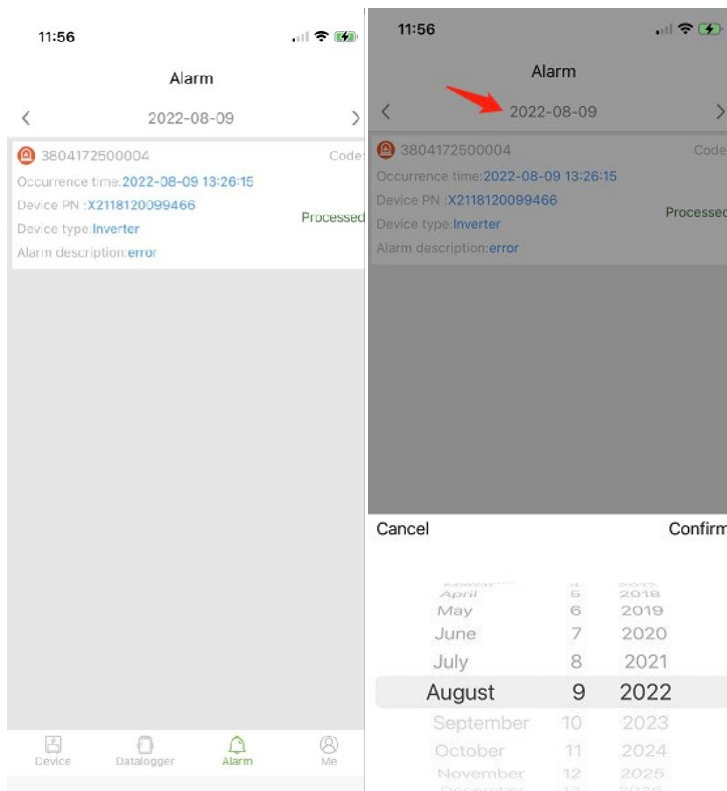 11:56
Alarm
2022-08-09
3804172500004 Code:
Occurrence time:2022-08-09 13:26:15
Device PN :X2118120099466
Processed
Device type:Inverter
Alarm description:error
Device Datalogger Alarm Me
11:56
Alarm
2022-08-09
3804172500004 Code
Occurrence time:2022-08-09 13:26:15
Device PN :X2118120099466
Processed
Device type:Inverter
Alarm description:error
Cancel Confirm
April 5 2018
May 6 2019
June 7 2020
July 8 2021
August 9 2022
September 10 2023
October 11 2024
November 12 2025